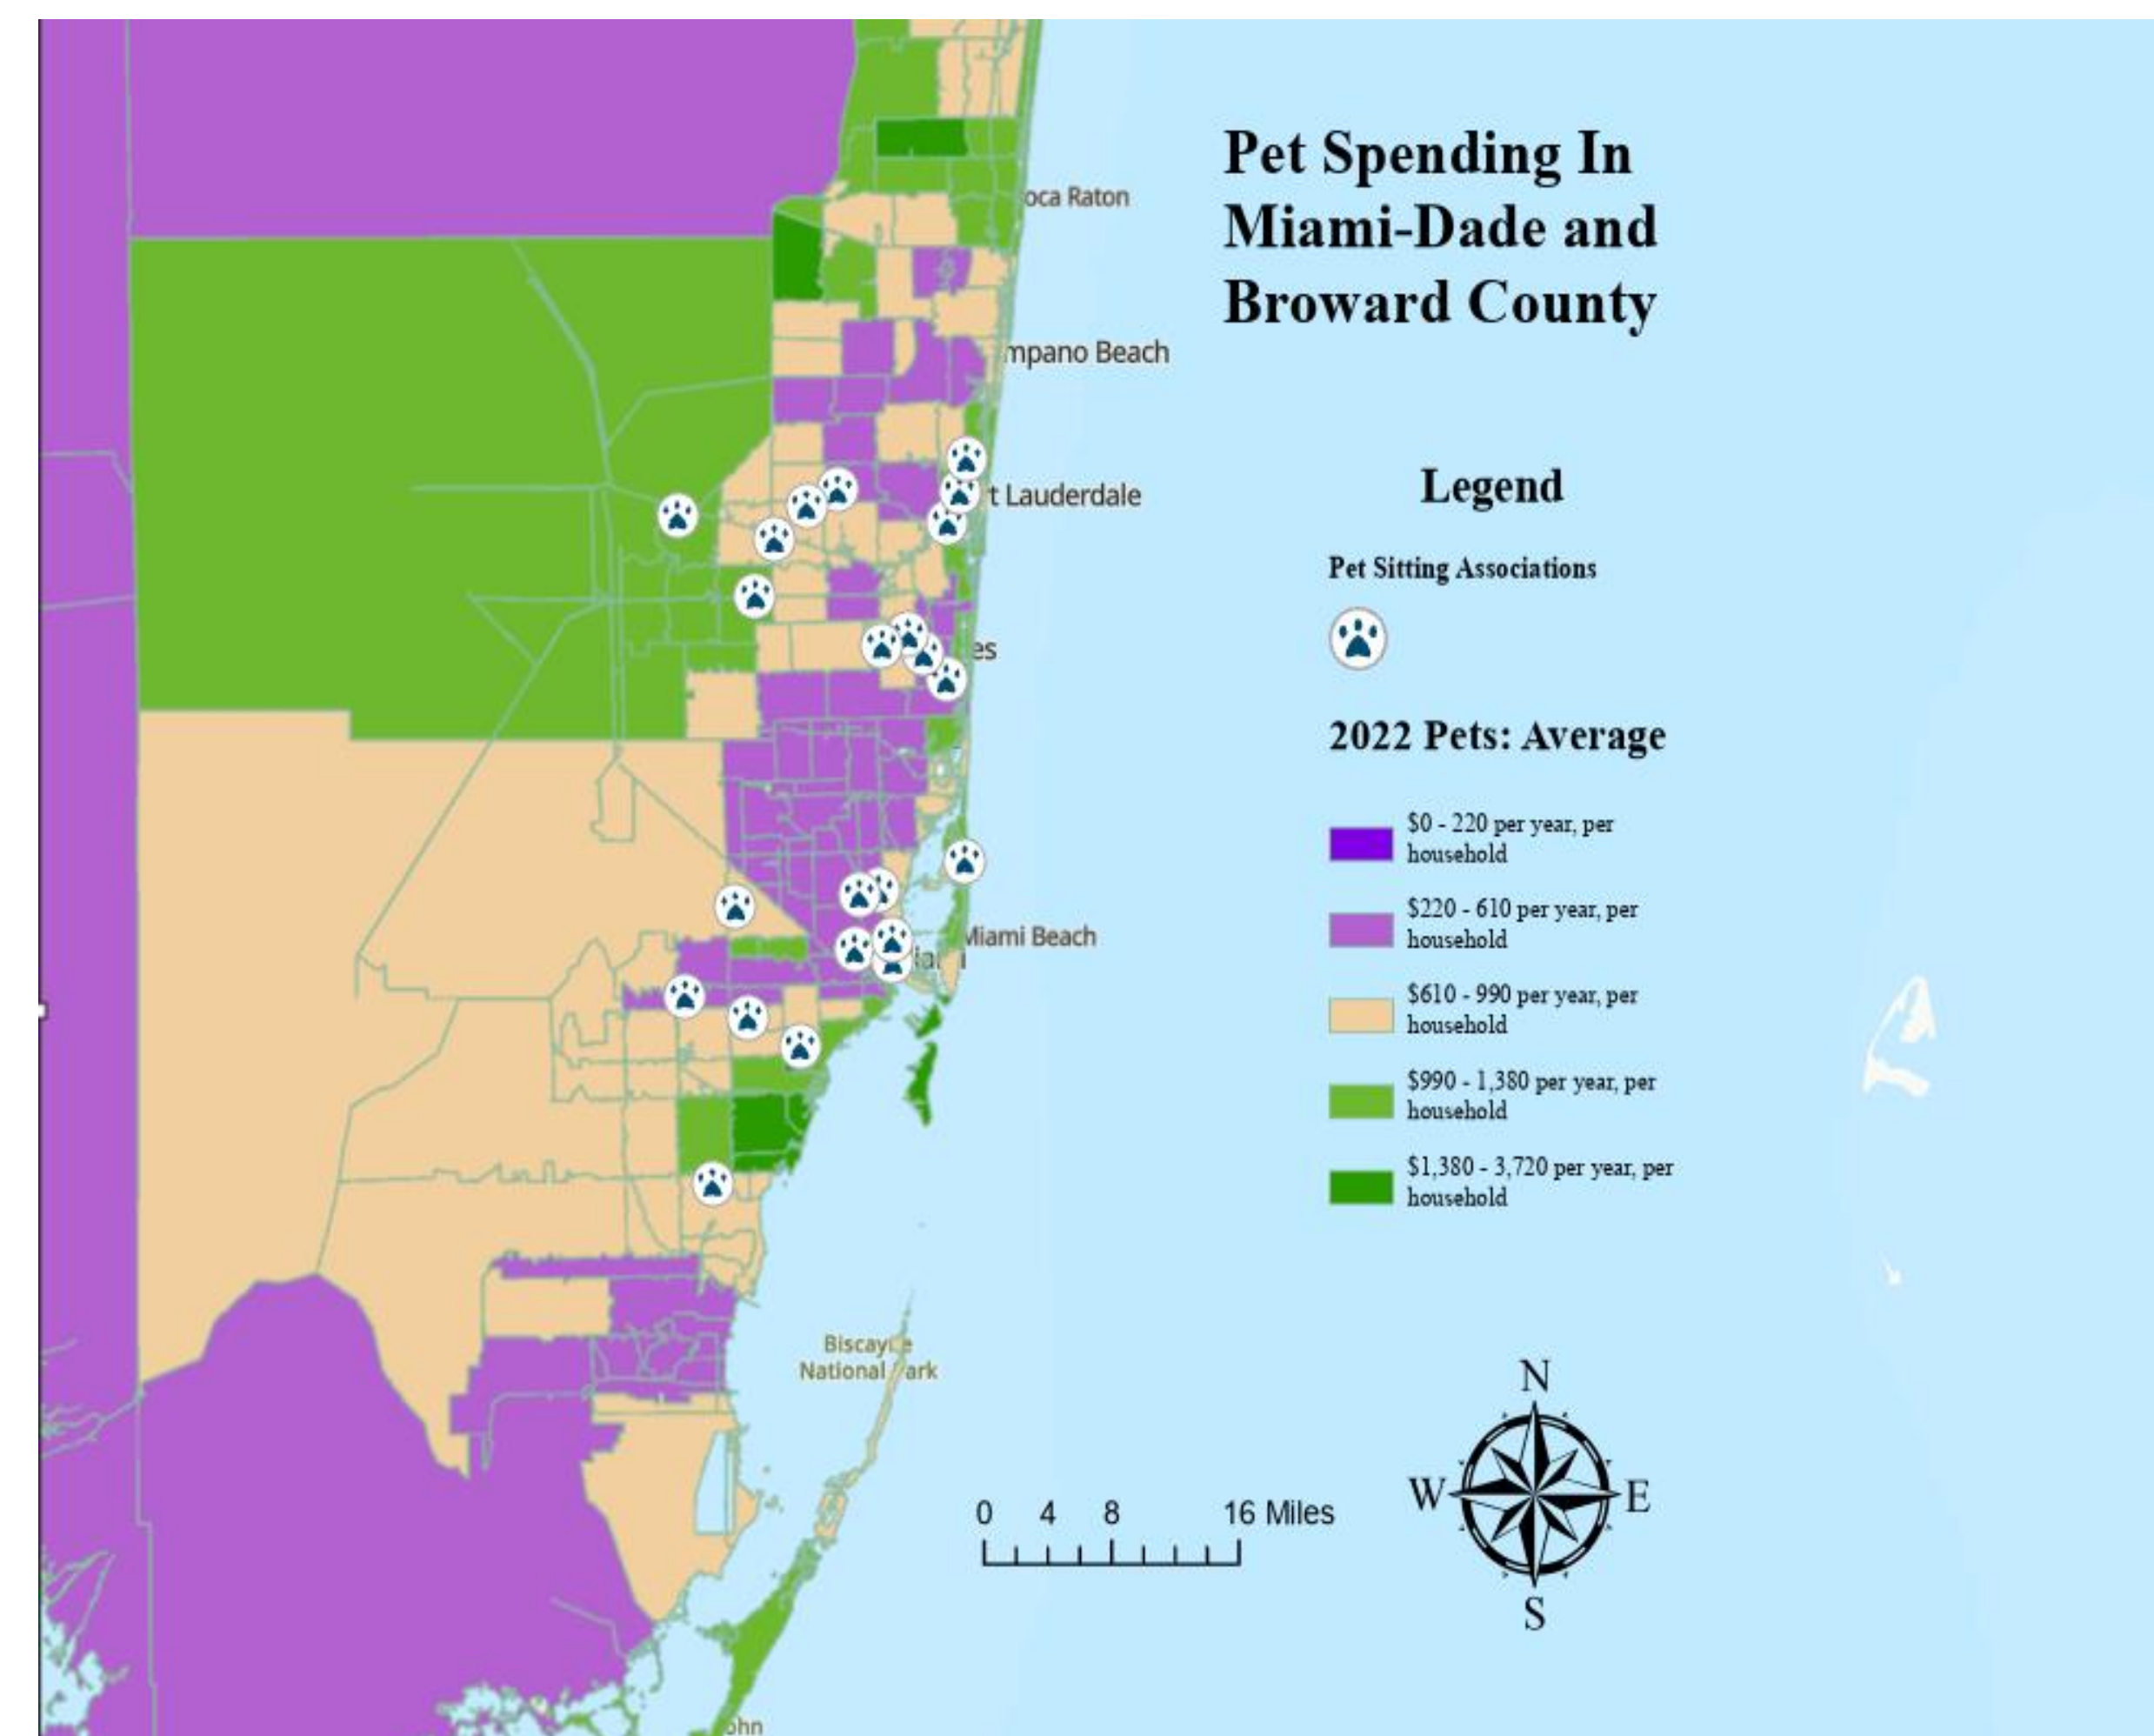 Pet Spending In
Miami-Dade and
Broward County
oca Raton
mpano Beach
t Lauderdale
es
Miami Beach
Biscay e
National ark
ohn
Legend
Pet Sitting Associations
2022 Pets: Average
$0 - 220 per year, per
household
$220 - 610 per year, per
household
$610 - 990 per year, per
household
$990 - 1,380 per year, per
household
$1,380 - 3,720 per year, per
household
0 4 8 16 Miles
N
W E
S